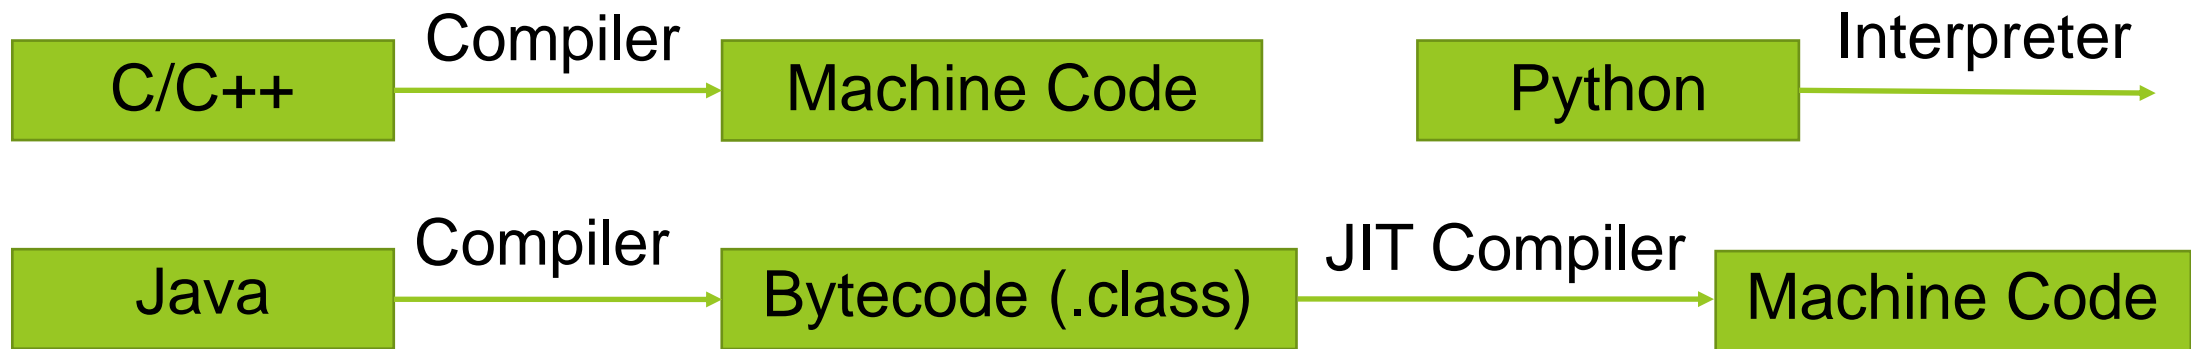 C/C++
Compiler
Machine Code
Python
Interpreter
Java
Compiler
Bytecode (.class)
JIT Compiler
Machine Code